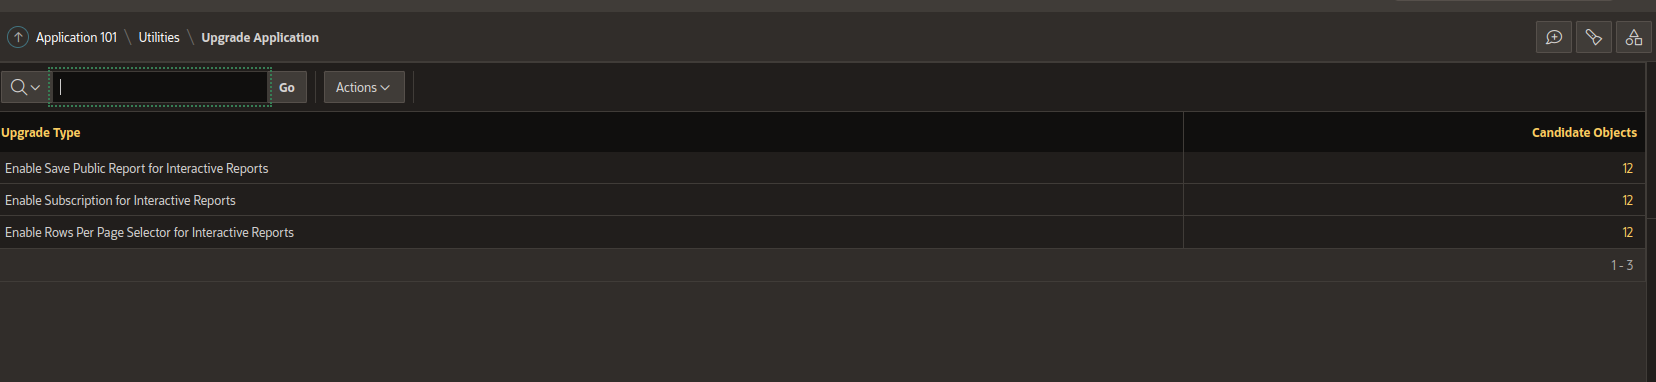 Application 101 \ Utilities \ Upgrade Application
Go Actions
Upgrade Type Candidate Objects
Enable Save Public Report for Interactive Reports 12
Enable Subscription for Interactive Reports 12
Enable Rows Per Page Selector for Interactive Reports 12
1 - 3